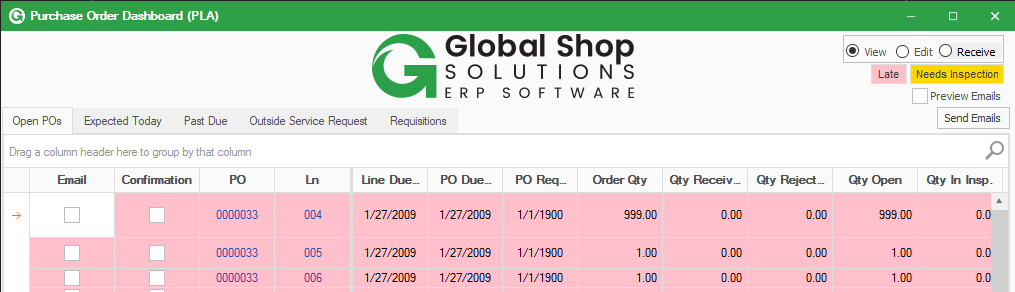 Purchase Order Dashboard (PLA)
Global Shop
SOLUTIONS
ERP SOFTWARE
View Edit Receive
Late Needs Inspection
Preview Emails
Send Emails
Open POs Expected Today Past Due Outside Service Request Requisitions
Drag a column header here to group by that column
Email Confirmation PO Ln Line Due... PO Due... PO Req... Order Qty Qty Receiv... Qty Reject... Qty Open Qty In Insp.
0000033 004 1/27/2009 1/27/2009 1/1/1900 999.00 0.00 0.00 999.00 0.0
0000033 005 1/27/2009 1/27/2009 1/1/1900 1.00 0.00 0.00 1.00 0.0
0000033 006 1/27/2009 1/27/2009 1/1/1900 1.00 0.00 0.00 1.00 0.0